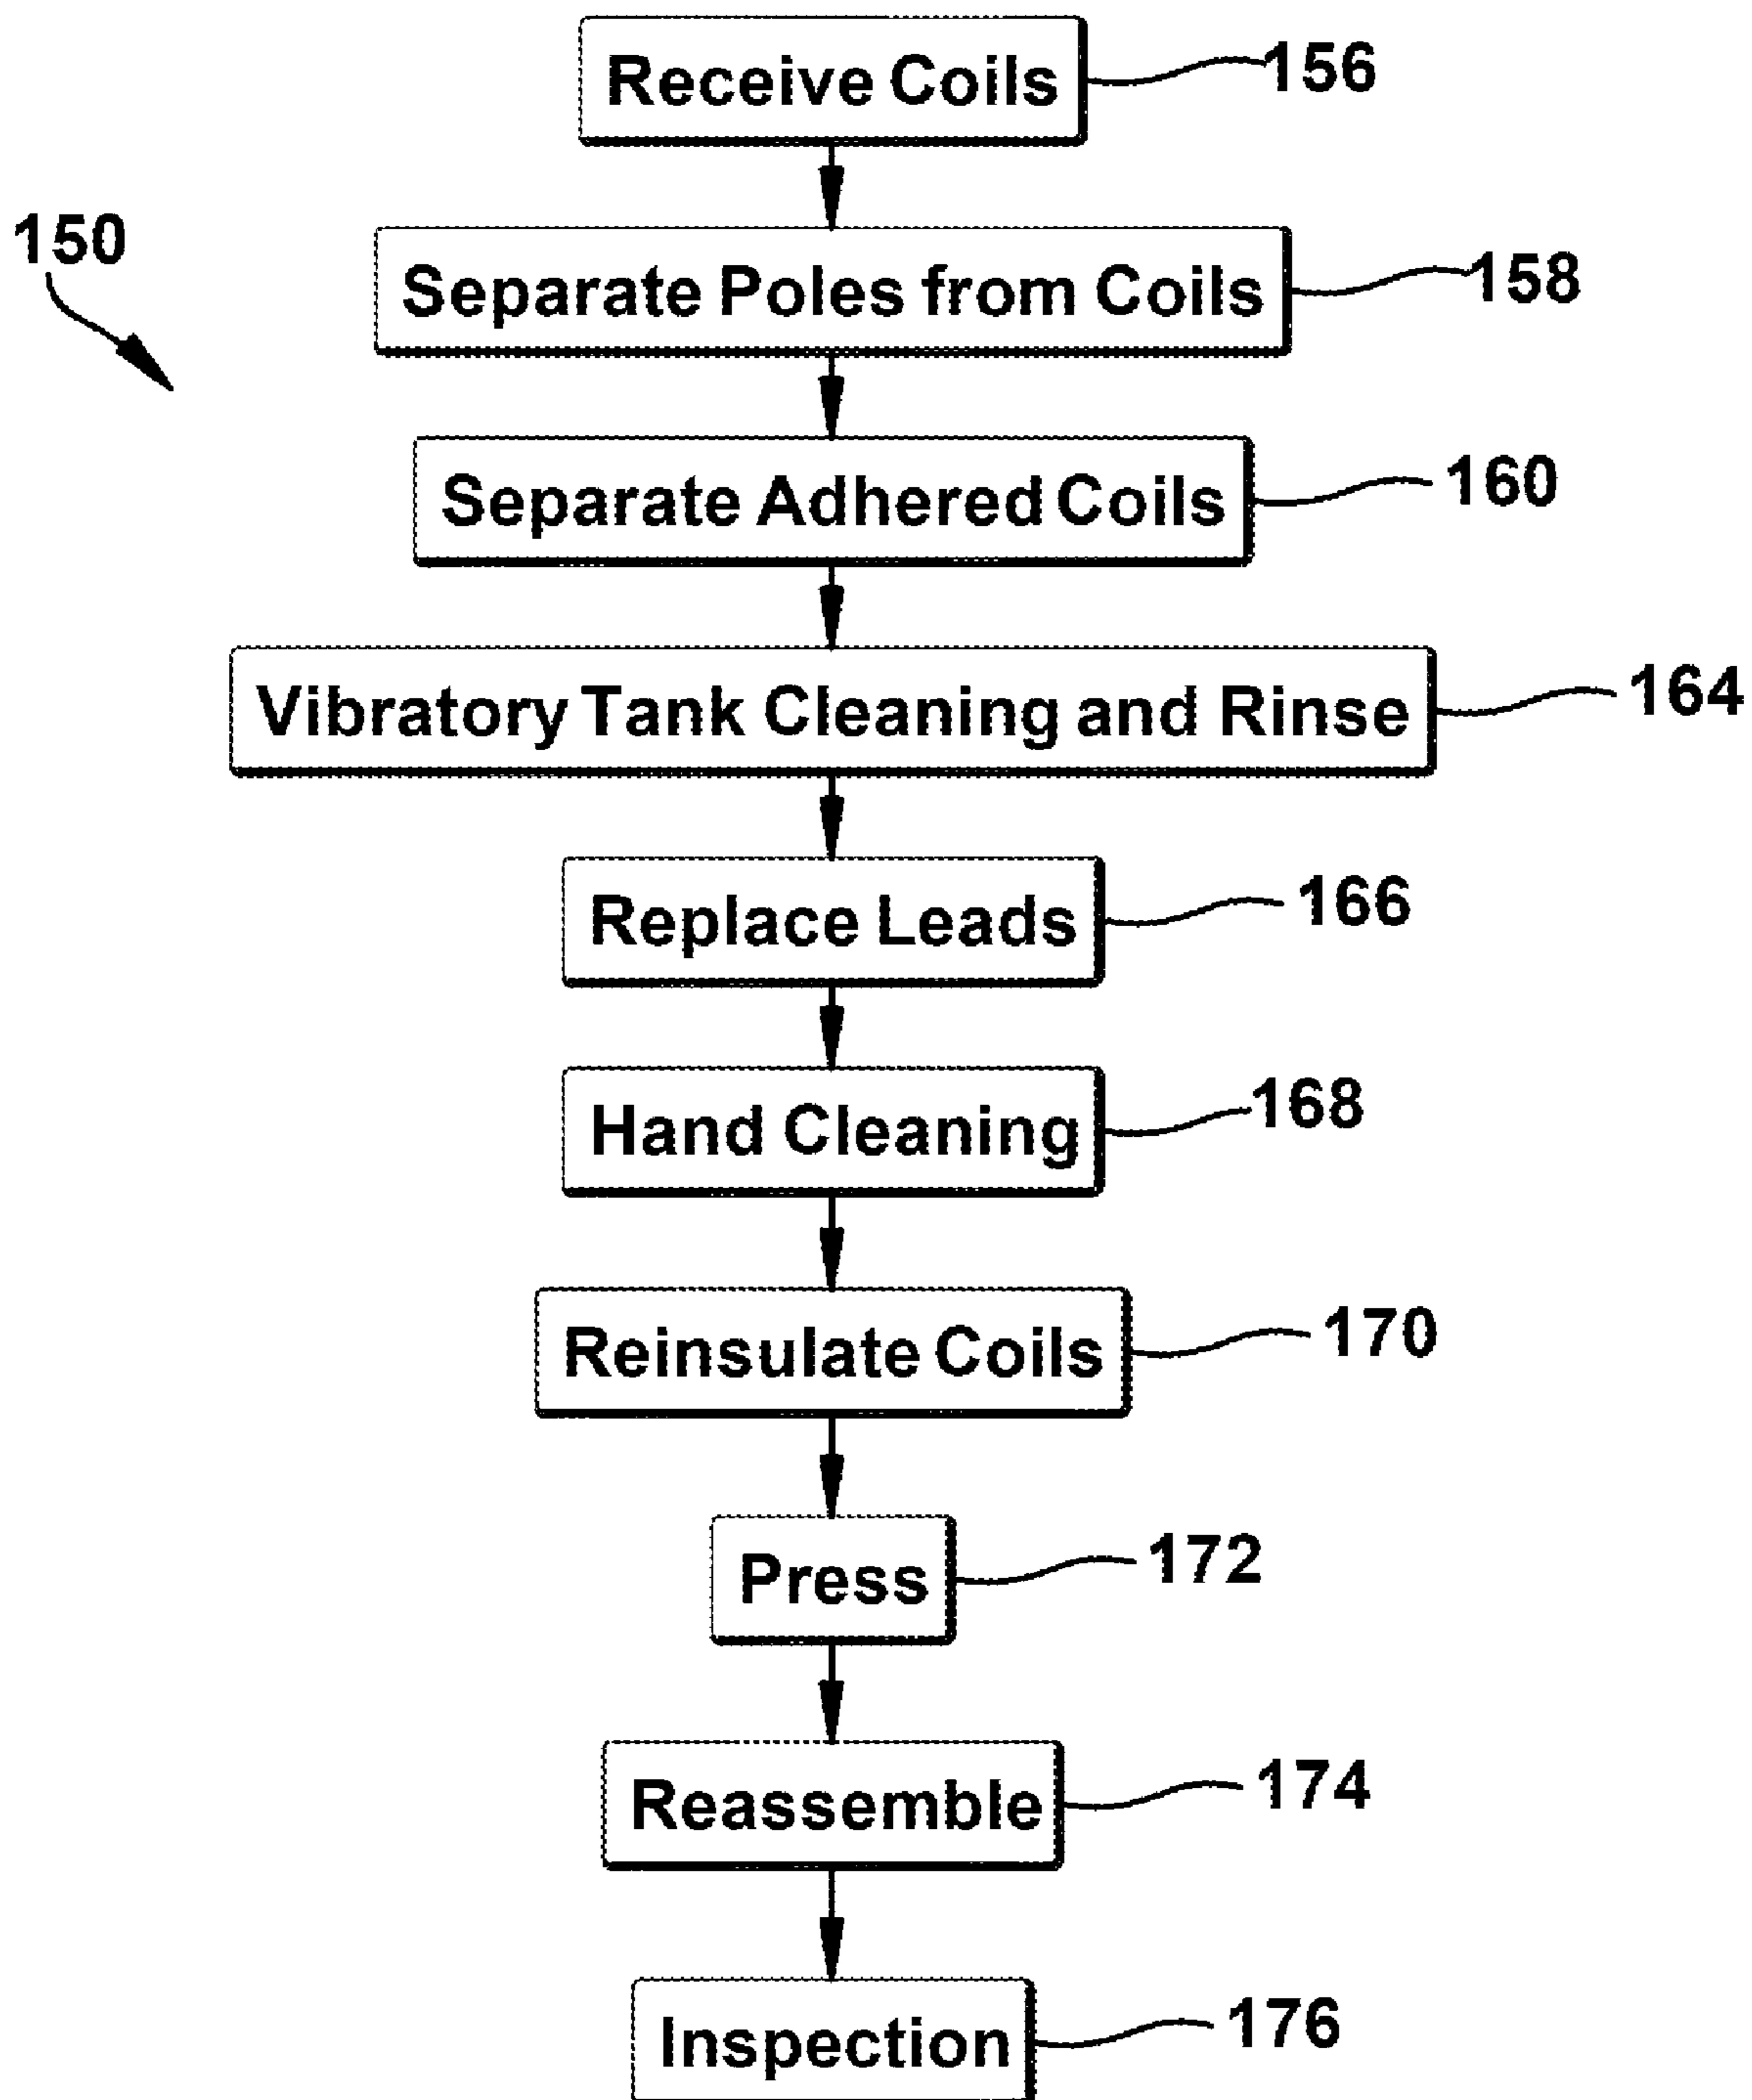 Receive Coils 156
150
Separate Poles from Coils 158
Separate Adhered Coils 160
Vibratory Tank Cleaning and Rinse 164
Replace Leads 166
Hand Cleaning 168
Reinsulate Coils 170
Press 172
Reassemble 174
Inspection 176